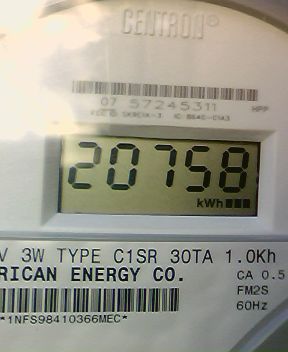 CENTRON®
07 57245311 HPP
20758
kWh
V 3W TYPE C1SR 30TA 1.0Kh
RICAN ENERGY CO.
CA 0.5
FM2S
60Hz
*1NFS98410366MEC*